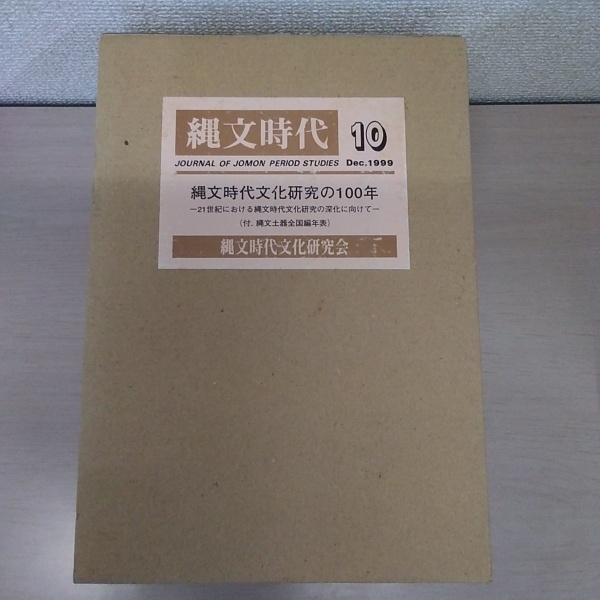 縄文時代 10
JOURNAL OF JOMON PERIOD STUDIES Dec.1999
縄文時代文化研究の100年
−21世紀における縄文時代文化研究の深化に向けて−
（付．縄文土器全国編年表）
縄文時代文化研究会